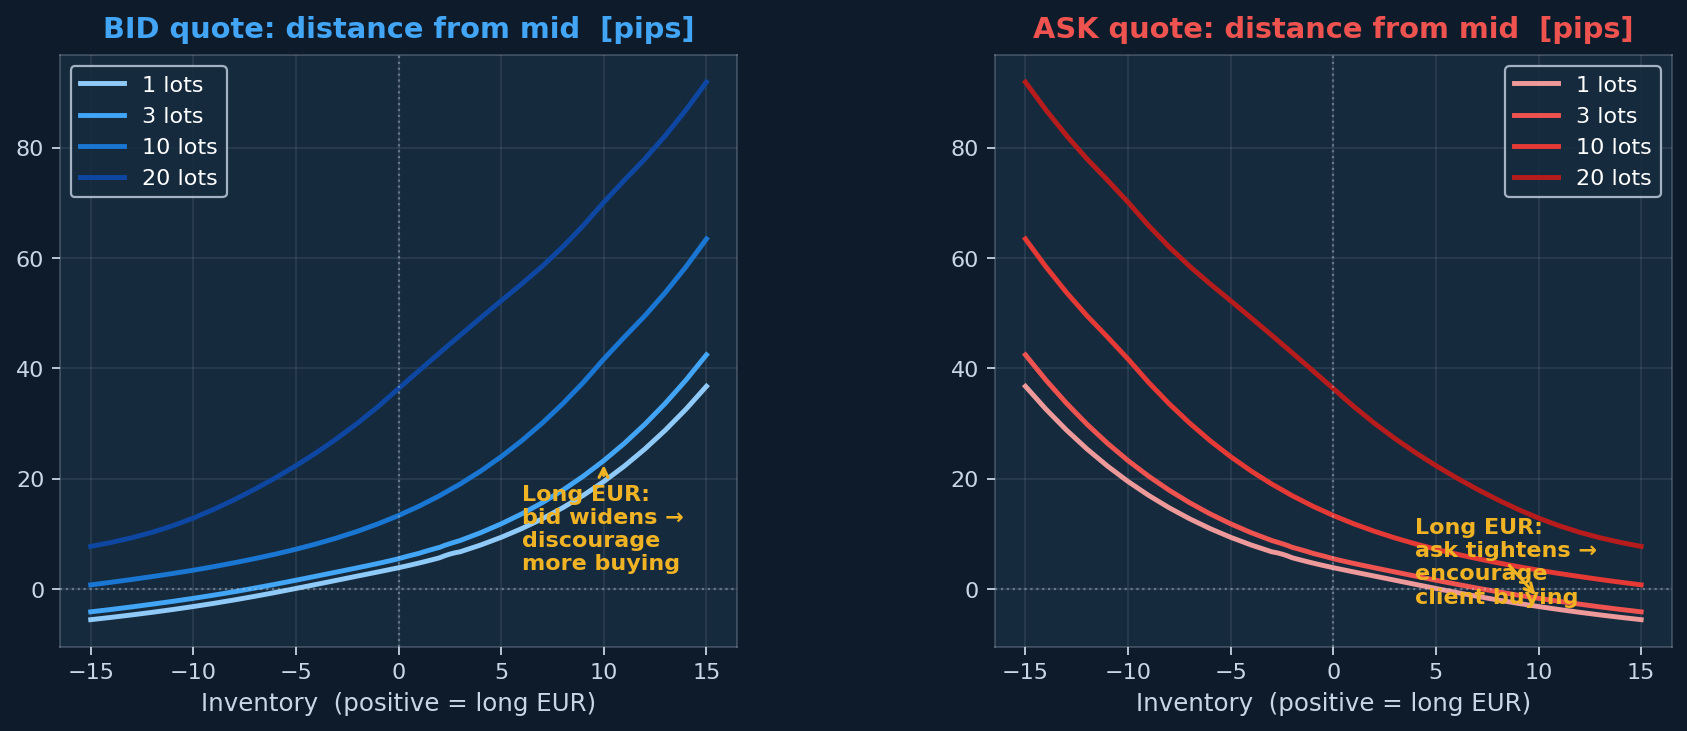 BID quote: distance from mid  [pips]
1 lots
3 lots
10 lots
20 lots
80
60
40
20
0
Long EUR:
bid widens →
discourage
more buying
−15
−10
−5
0
5
10
15
Inventory  (positive = long EUR)
ASK quote: distance from mid  [pips]
1 lots
3 lots
10 lots
20 lots
80
60
40
20
0
Long EUR:
ask tightens →
encourage
client buying
−15
−10
−5
0
5
10
15
Inventory  (positive = long EUR)